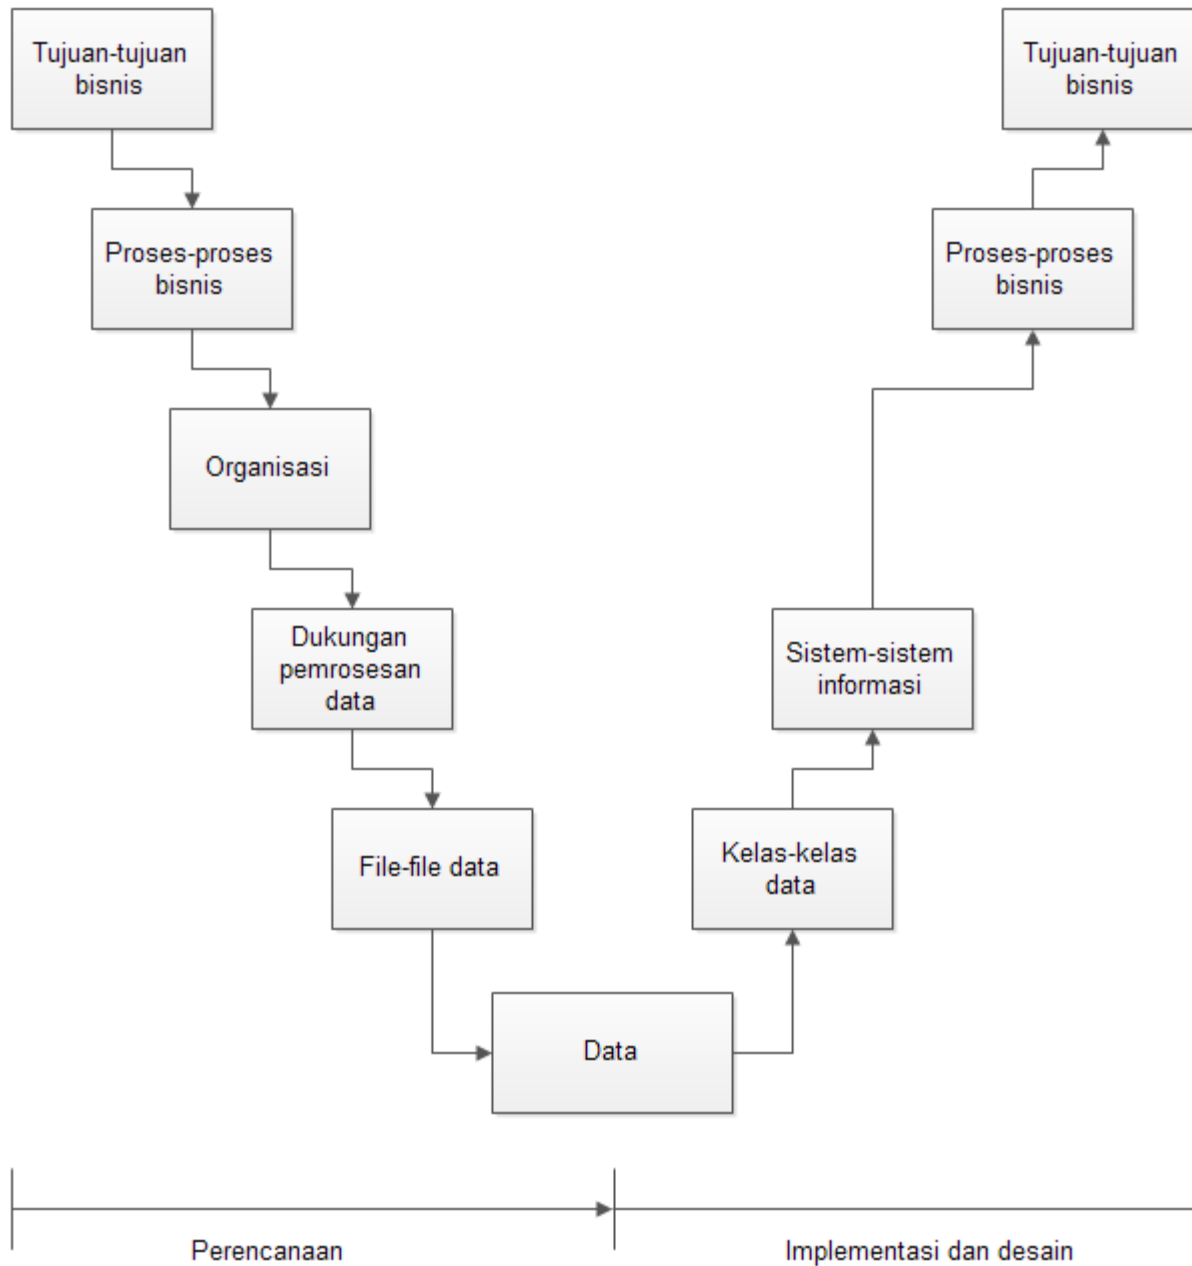 Tujuan-tujuan
bisnis
Tujuan-tujuan
bisnis
Proses-proses
bisnis
Proses-proses
bisnis
Organisasi
Dukungan
pemrosesan
data
Sistem-sistem
informasi
File-file data
Kelas-kelas
data
Data
Perencanaan
Implementasi dan desain